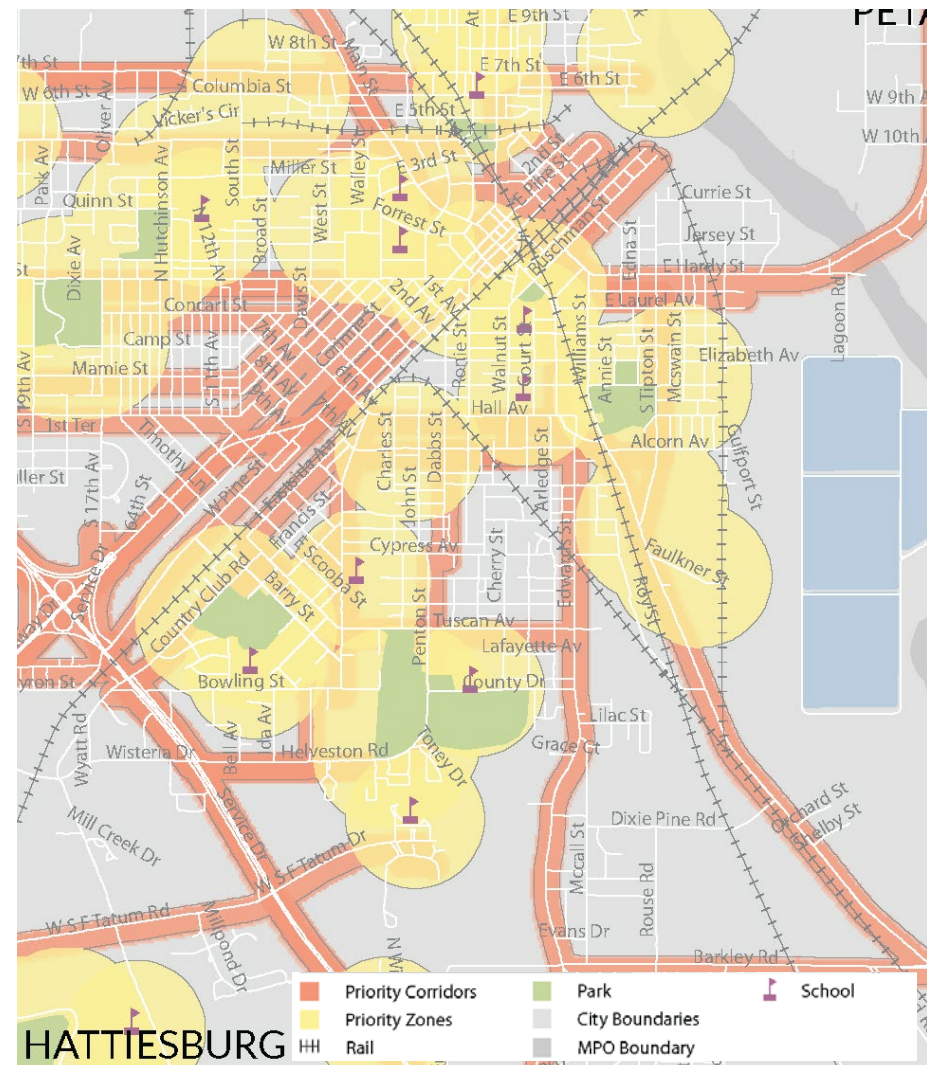 E 9th St
W 8th St
Main St
E 7th St
W 6th St
E 6th St
Columbia St
Oliver Av
E 5th St
Vicker's Cir
W 9th
W 10th
2nd St
Miller St
Walley St
E 3rd St
E Pine St
Park Av
South St
Quinn St
N Hutchinson Av
West St
Forrest St
Currie St
N 12th Av
Broad St
Buschman St
Jersey St
Edna St
Dixie Av
E Hardy St
1st Av
2nd Av
Davis St
Concart St
E Laurel Av
Lagoon Rd
Camp St
7th Av
Rotie St
Walnut St
Court St
Williams St
Annie St
S Tipton St
Mcswain St
Elizabeth Av
Mamie St
8th Av
6th
S 11th Av
S 19th Av
Hall Av
1st Ter
Timothy Ln
Charles St
Dabbs St
Alcorn Av
Arledge St
Gulfport St
S 17th Av
64th St
W Pine St
John St
Francis St
Cypress Av
Cherry St
Edwards St
Faulkner St
E Scooba St
Service Dr
Country Club Rd
Barry St
Roy St
Penton St
Tuscan Av
Lafayette Av
Bowling St
County Dr
Lilac St
Wyatt Rd
Ida Av
Bell Av
Wisteria Dr
Helveston Rd
Toney Dr
Grace Ct
Service Dr
Orchard St
Shelby St
Dixie Pine Rd
Mill Creek Dr
W S F Tatum Dr
Mccall St
Rouse Rd
W S F Tatum Rd
Millpond Dr
Evans Dr
Barkley Rd
Priority Corridors
Park
School
Priority Zones
City Boundaries
Rail
MPO Boundary
HATTIESBURG